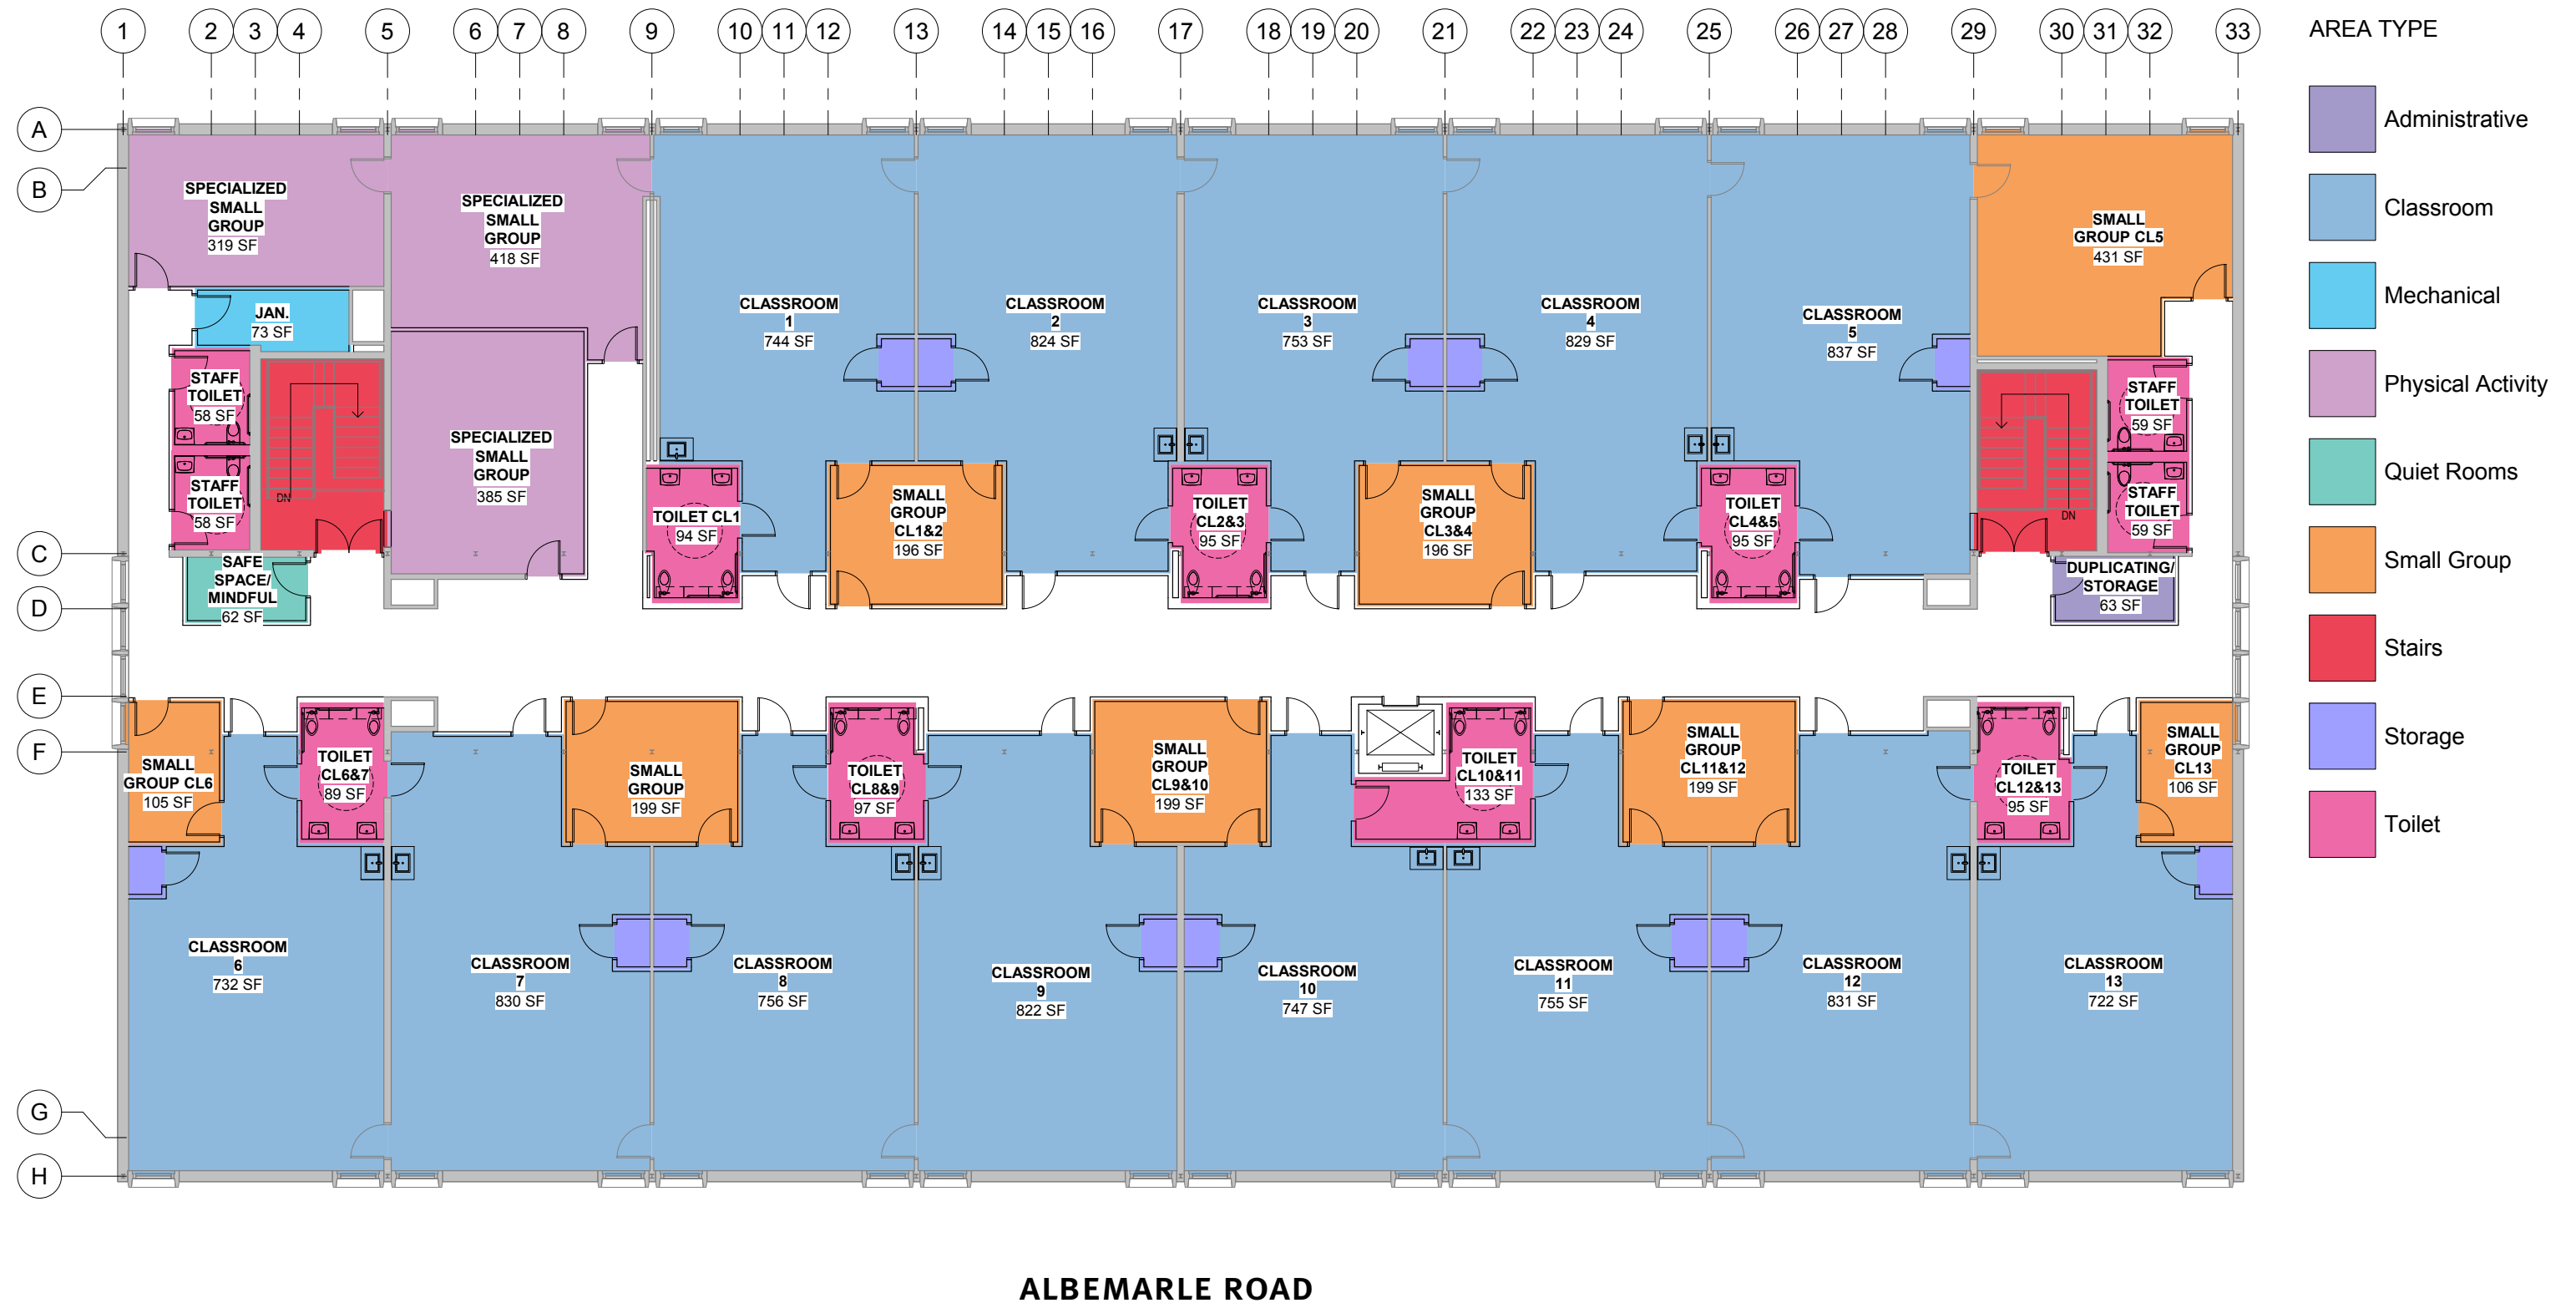 1 2 3 4 5 6 7 8 9 10 11 12 13 14 15 16 17 18 19 20 21 22 23 24 25 26 27 28 29 30 31 32 33
A
B
C
D
E
F
G
H
AREA TYPE
Administrative
Classroom
Mechanical
Physical Activity
Quiet Rooms
Small Group
Stairs
Storage
Toilet
SPECIALIZED
SMALL
GROUP
319 SF
SPECIALIZED
SMALL
GROUP
418 SF
JAN.
73 SF
STAFF
TOILET
58 SF
STAFF
TOILET
58 SF
DN
SPECIALIZED
SMALL
GROUP
385 SF
SAFE
SPACE/
MINDFUL
62 SF
CLASSROOM
1
744 SF
CLASSROOM
2
824 SF
CLASSROOM
3
753 SF
CLASSROOM
4
829 SF
CLASSROOM
5
837 SF
SMALL
GROUP CL5
431 SF
TOILET CL1
94 SF
SMALL
GROUP
CL1&2
196 SF
TOILET
CL2&3
95 SF
SMALL
GROUP
CL3&4
196 SF
TOILET
CL4&5
95 SF
DN
STAFF
TOILET
59 SF
STAFF
TOILET
59 SF
DUPLICATING/
STORAGE
63 SF
SMALL
GROUP CL6
105 SF
TOILET
CL6&7
89 SF
SMALL
GROUP
199 SF
TOILET
CL8&9
97 SF
SMALL
GROUP
CL9&10
199 SF
TOILET
CL10&11
133 SF
SMALL
GROUP
CL11&12
199 SF
TOILET
CL12&13
95 SF
SMALL
GROUP
CL13
106 SF
CLASSROOM
6
732 SF
CLASSROOM
7
830 SF
CLASSROOM
8
756 SF
CLASSROOM
9
822 SF
CLASSROOM
10
747 SF
CLASSROOM
11
755 SF
CLASSROOM
12
831 SF
CLASSROOM
13
722 SF
ALBEMARLE ROAD